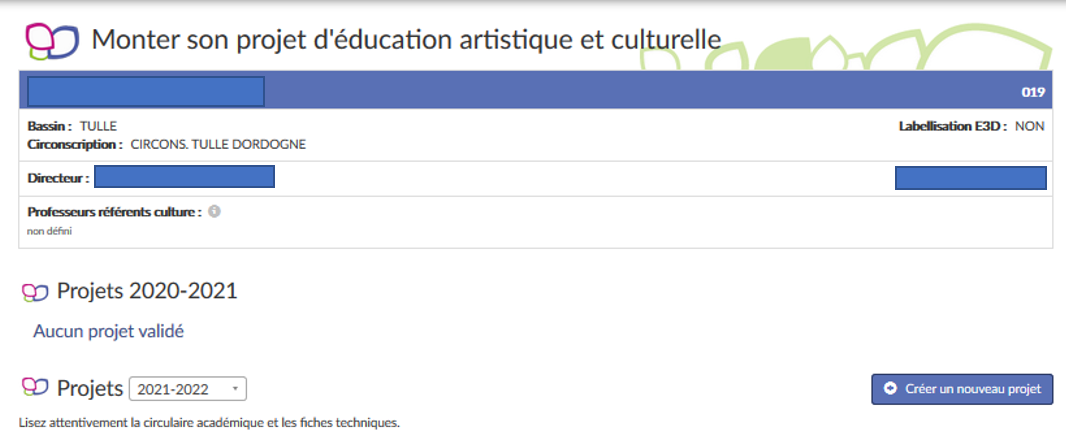 Monter son projet d'éducation artistique et culturelle
019
Bassin : TULLE
Labellisation E3D : NON
Circonscription : CIRCONS. TULLE DORDOGNE
Directeur :
Professeurs référents culture :
non défini
Projets 2020-2021
Aucun projet validé
Projets 2021-2022
Créer un nouveau projet
Lisez attentivement la circulaire académique et les fiches techniques.